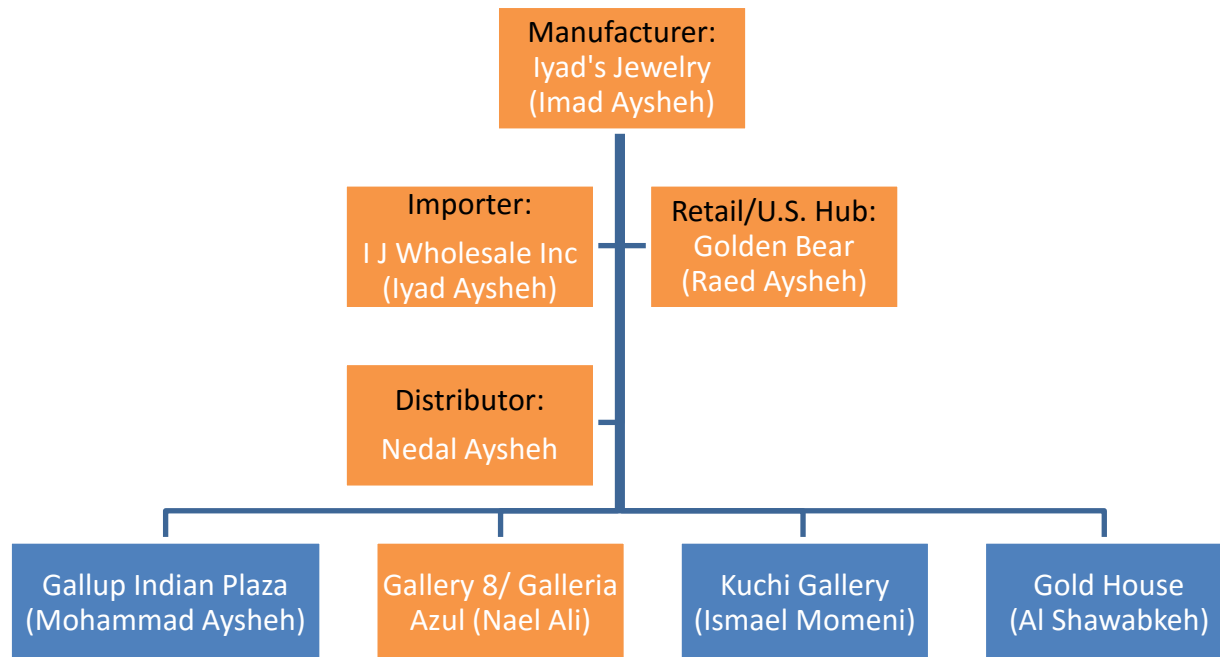 Manufacturer:
Iyad's Jewelry
(Imad Aysheh)
Importer:
I J Wholesale Inc
(Iyad Aysheh)
Retail/U.S. Hub:
Golden Bear
(Raed Aysheh)
Distributor:
Nedal Aysheh
Gallup Indian Plaza
(Mohammad Aysheh)
Gallery 8/ Galleria
Azul (Nael Ali)
Kuchi Gallery
(Ismael Momeni)
Gold House
(Al Shawabkeh)